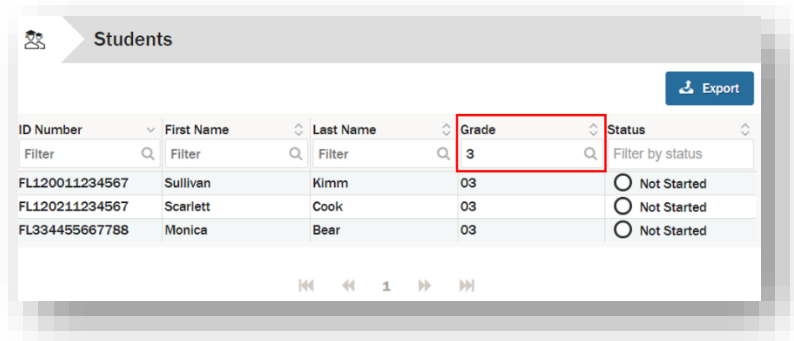 Students
Export
ID Number First Name Last Name Grade Status
Filter Filter Filter 3 Filter by status
FL120011234567 Sullivan Kimm 03 Not Started
FL120211234567 Scarlett Cook 03 Not Started
FL334455667788 Monica Bear 03 Not Started
1